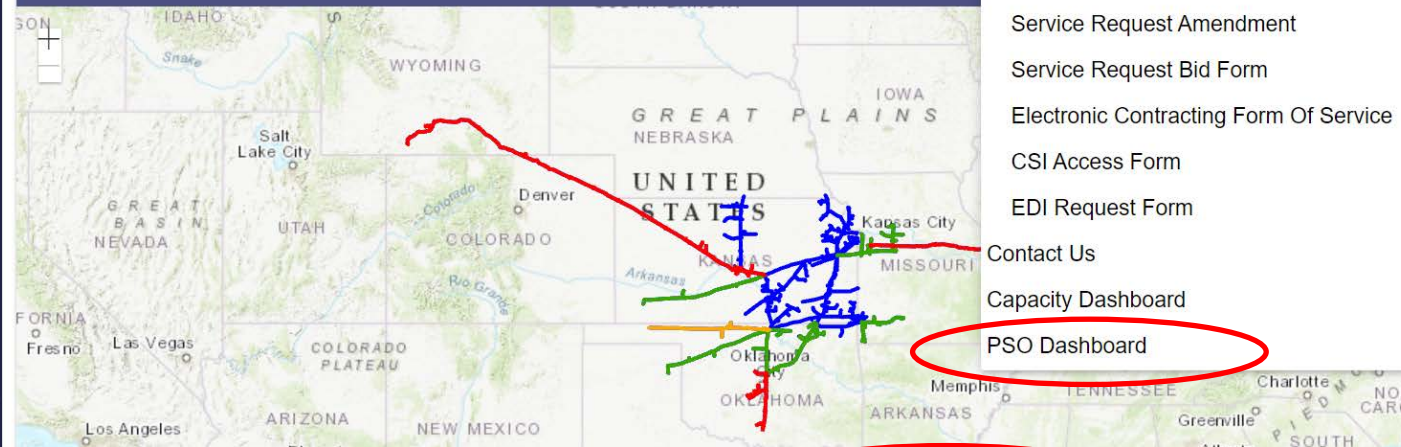 IDAHO
Snake
WYOMING
IOWA
GREAT PLAINS
NEBRASKA
Salt
Lake City
UNITED
STATES
Denver
GREAT
BASIN
NEVADA
UTAH
Colorado
COLORADO
Kansas City
KANSAS
MISSOURI
Arkansas
Rio Grande
Fresno
Las Vegas
COLORADO
PLATEAU
Oklahoma
City
OKLAHOMA
Memphis
TENNESSEE
Charlotte
ARKANSAS
Greenville
Los Angeles
ARIZONA
NEW MEXICO
SOUTH
Service Request Amendment
Service Request Bid Form
Electronic Contracting Form Of Service
CSI Access Form
EDI Request Form
Contact Us
Capacity Dashboard
PSO Dashboard